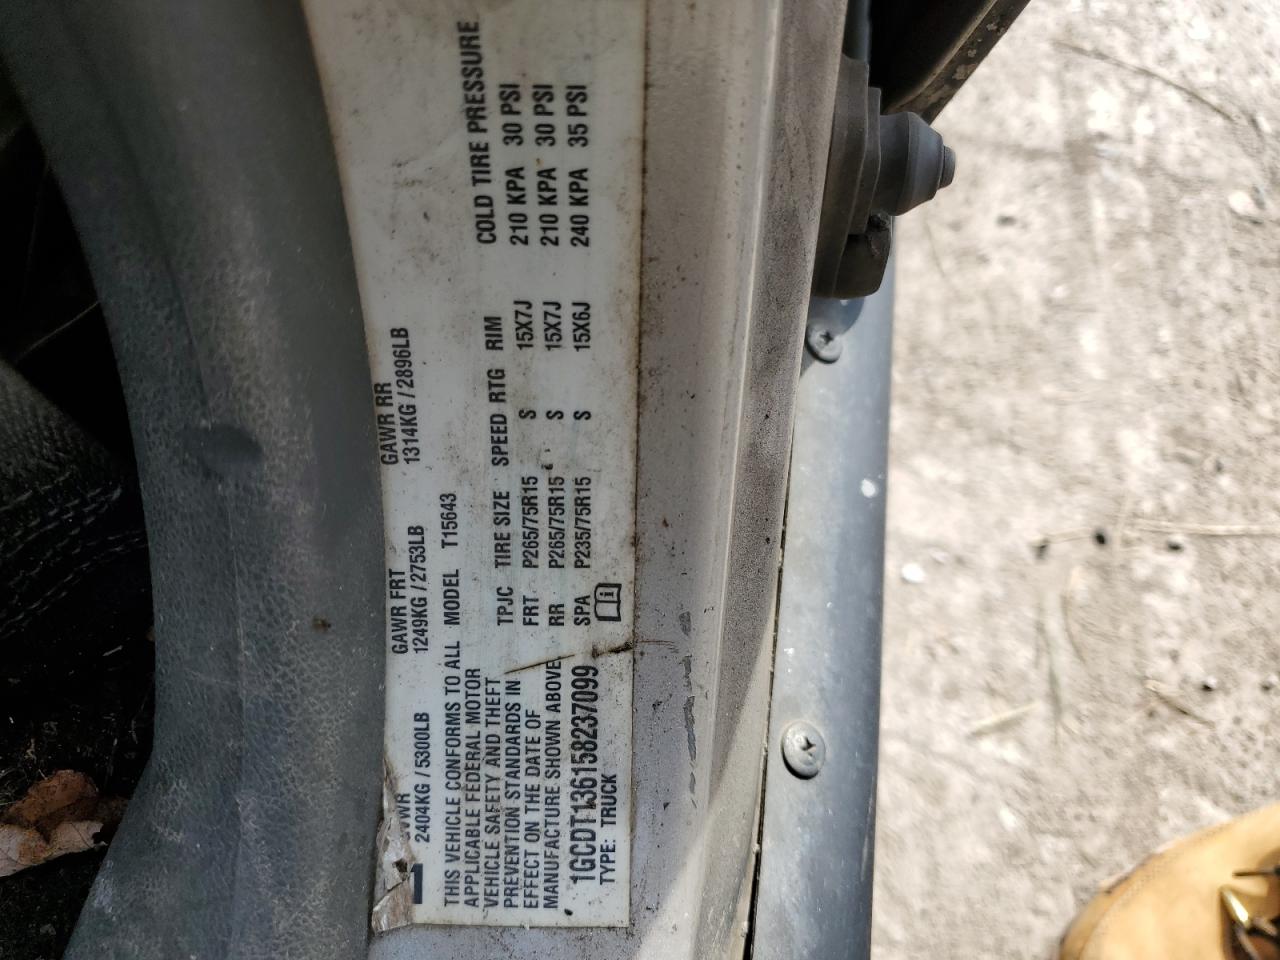 GVWR GAWR FRT GAWR RR
2404KG / 5300LB 1249KG / 2753LB 1314KG / 2896LB
THIS VEHICLE CONFORMS TO ALL
APPLICABLE FEDERAL MOTOR
VEHICLE SAFETY AND THEFT
PREVENTION STANDARDS IN
EFFECT ON THE DATE OF
MANUFACTURE SHOWN ABOVE
1GCDT136158237099
TYPE: TRUCK
MODEL T15643
TPJC TIRE SIZE SPEED RTG RIM COLD TIRE PRESSURE
FRT P265/75R15 S 15X7J 210 KPA 30 PSI
RR P265/75R15 S 15X7J 210 KPA 30 PSI
SPA P235/75R15 S 15X6J 240 KPA 35 PSI